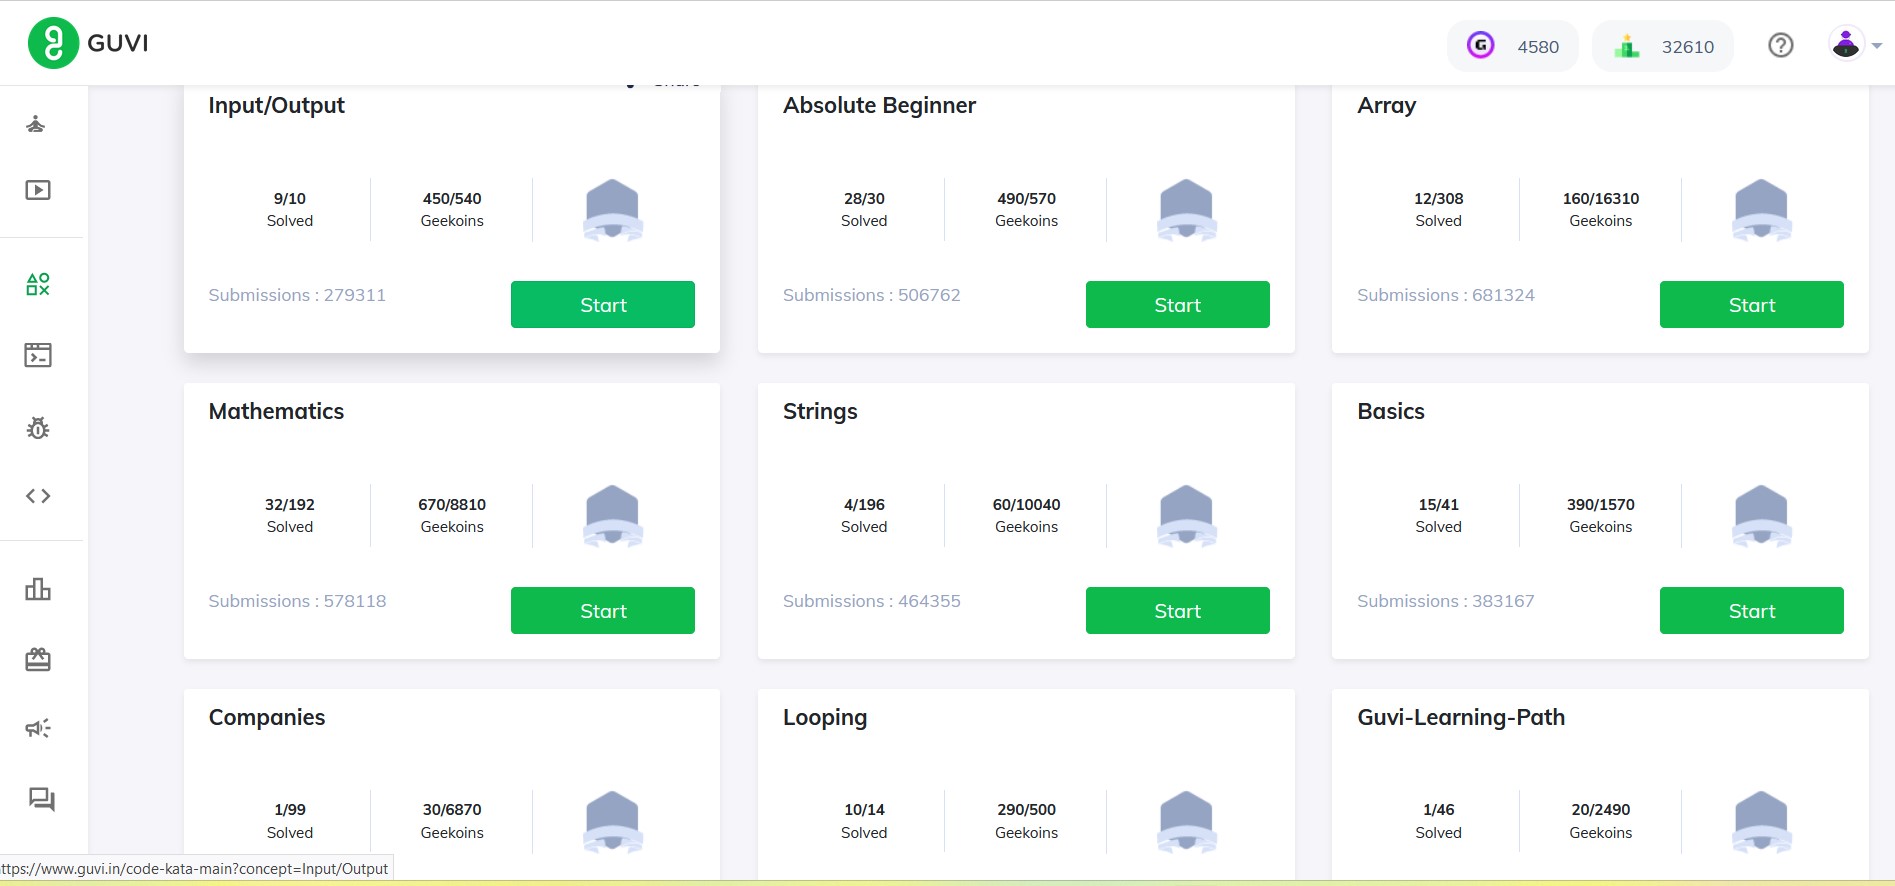 GUVI
4580
32610
Share
Input/Output
9/10
Solved
450/540
Geekoins
Submissions : 279311
Start
Absolute Beginner
28/30
Solved
490/570
Geekoins
Submissions : 506762
Start
Array
12/308
Solved
160/16310
Geekoins
Submissions : 681324
Start
Mathematics
32/192
Solved
670/8810
Geekoins
Submissions : 578118
Start
Strings
4/196
Solved
60/10040
Geekoins
Submissions : 464355
Start
Basics
15/41
Solved
390/1570
Geekoins
Submissions : 383167
Start
Companies
1/99
Solved
30/6870
Geekoins
Looping
10/14
Solved
290/500
Geekoins
Guvi-Learning-Path
1/46
Solved
20/2490
Geekoins
ttps://www.guvi.in/code-kata-main?concept=Input/Output